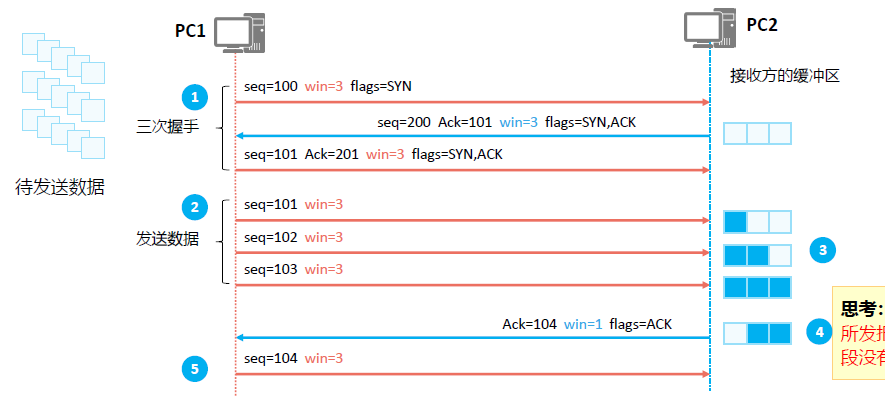 PC1
PC2
接收方的缓冲区
待发送数据
1
三次握手
seq=100 win=3 flags=SYN
seq=200 Ack=101 win=3 flags=SYN,ACK
seq=101 Ack=201 win=3 flags=SYN,ACK
2
发送数据
seq=101 win=3
seq=102 win=3
seq=103 win=3
3
Ack=104 win=1 flags=ACK
4
思考：
所发
段没有
5
seq=104 win=3